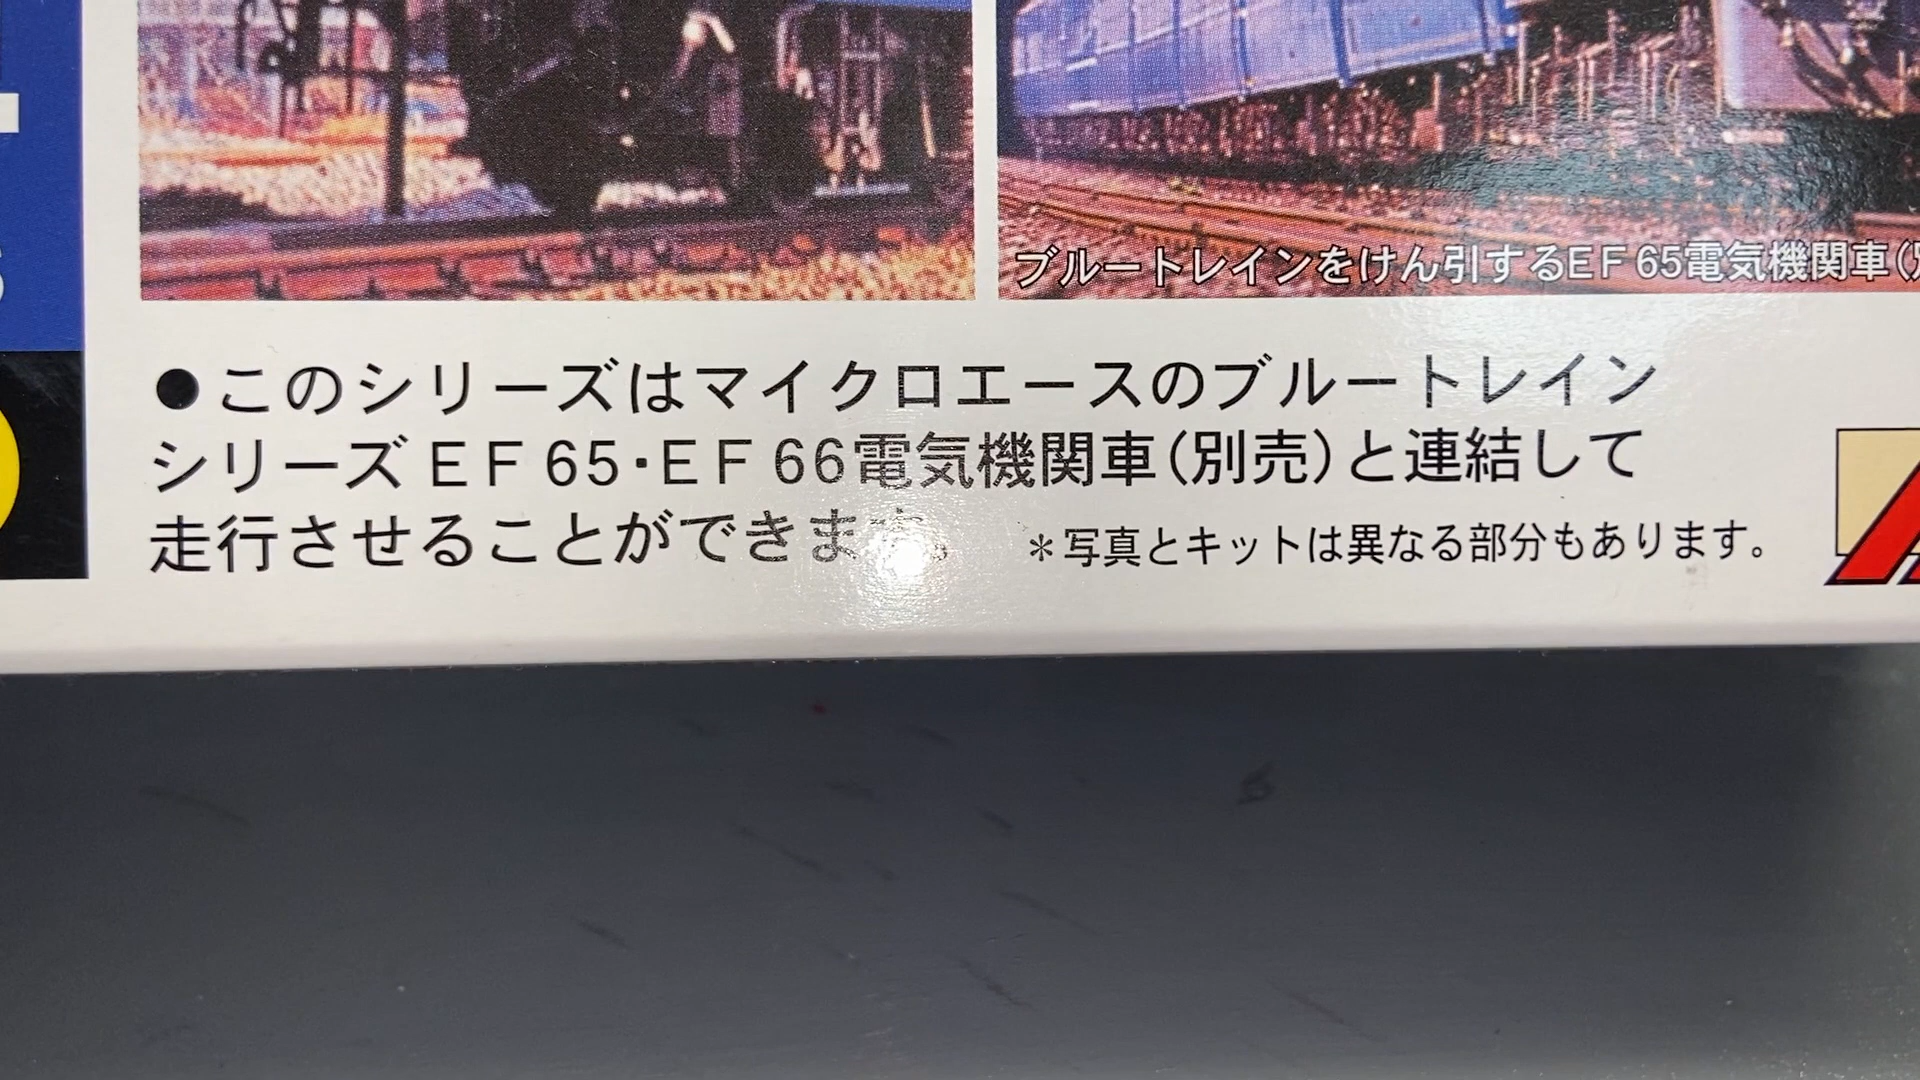 ブルートレインをけん引するEF65電気機関車(
●このシリーズはマイクロエースのブルートレイン
シリーズEF65・EF66電気機関車(別売)と連結して
走行させることができます。
＊写真とキットは異なる部分もあります。